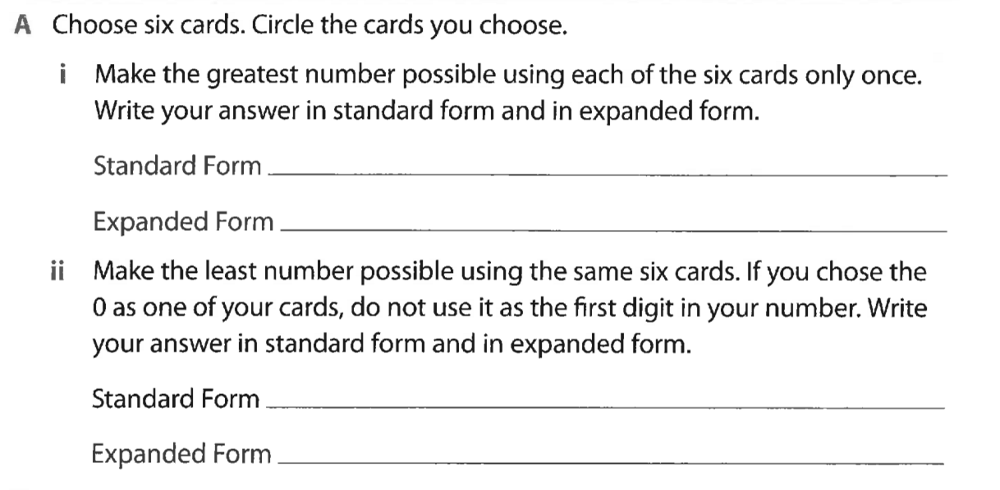 A Choose six cards. Circle the cards you choose.
i Make the greatest number possible using each of the six cards only once.
Write your answer in standard form and in expanded form.
Standard Form
Expanded Form
ii Make the least number possible using the same six cards. If you chose the
0 as one of your cards, do not use it as the first digit in your number. Write
your answer in standard form and in expanded form.
Standard Form
Expanded Form